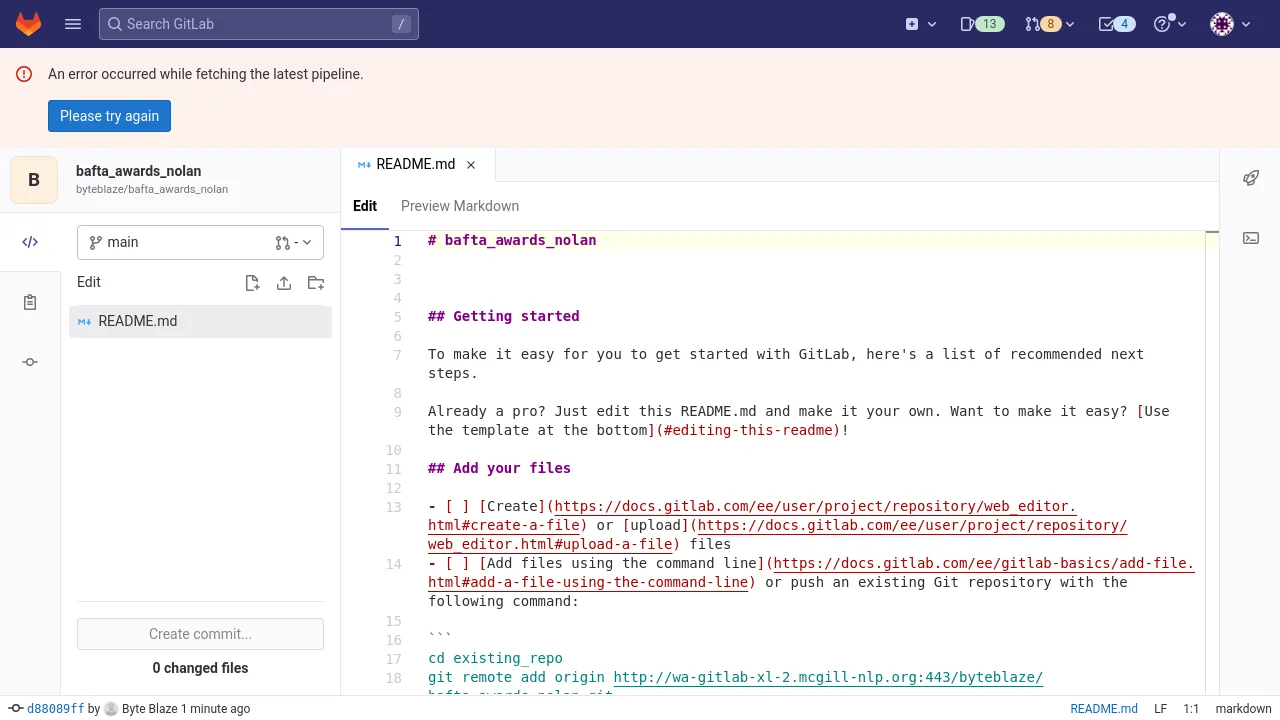 Search GitLab
/
13
8
4
An error occurred while fetching the latest pipeline.
Please try again
B
bafta_awards_nolan
byteblaze/bafta_awards_nolan
main
-
Edit
README.md
Create commit...
0 changed files
README.md
Edit
Preview Markdown
1 # bafta_awards_nolan
2
3
4
5 ## Getting started
6
7 To make it easy for you to get started with GitLab, here's a list of recommended next
steps.
8
9 Already a pro? Just edit this README.md and make it your own. Want to make it easy? [Use
the template at the bottom](#editing-this-readme)!
10
11 ## Add your files
12
13 - [ ] [Create](https://docs.gitlab.com/ee/user/project/repository/web_editor.
html#create-a-file) or [upload](https://docs.gitlab.com/ee/user/project/repository/
web_editor.html#upload-a-file) files
14 - [ ] [Add files using the command line](https://docs.gitlab.com/ee/gitlab-basics/add-file.
html#add-a-file-using-the-command-line) or push an existing Git repository with the
following command:
15
16 ```
17 cd existing_repo
18 git remote add origin http://wa-gitlab-xl-2.mcgill-nlp.org:443/byteblaze/
bafta_awards_nolan.git
d88089ff by Byte Blaze 1 minute ago
README.md LF 1:1 markdown